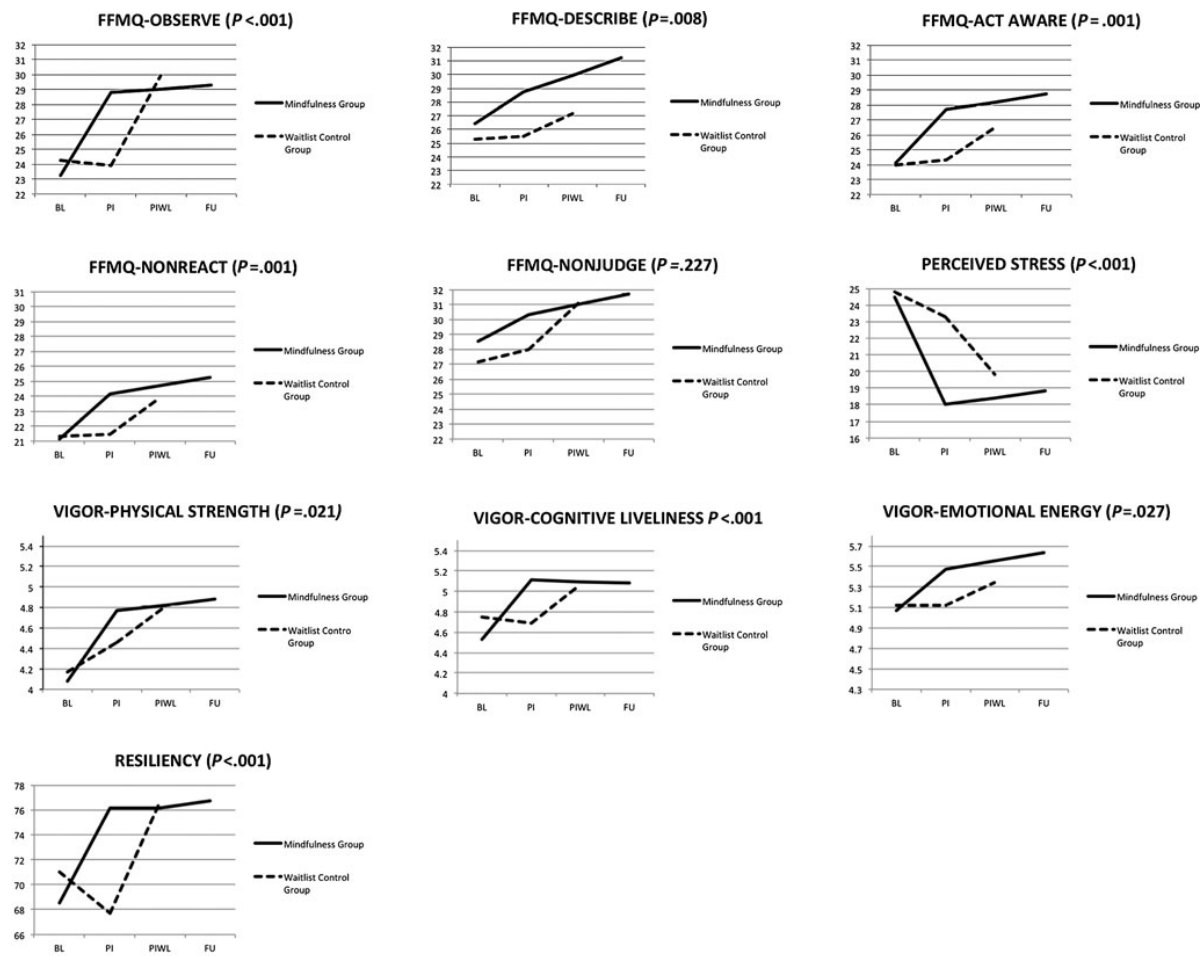 FFMQ-OBSERVE (P<.001)
32
31
30
29
28
27
26
25
24
23
22
BL PI PIWL FU
Mindfulness Group
Waitlist Control
Group
FFMQ-DESCRIBE (P=.008)
32
31
30
29
28
27
26
25
24
23
22
BL PI PIWL FU
Mindfulness Group
Waitlist Control
Group
FFMQ-ACT AWARE (P=.001)
32
31
30
29
28
27
26
25
24
23
22
BL PI PIWL FU
Mindfulness Group
Waitlist Control
Group
FFMQ-NONREACT (P=.001)
31
30
29
28
27
26
25
24
23
22
21
BL PI PIWL FU
Mindfulness Group
Waitlist Control
Group
FFMQ-NONJUDGE (P=.227)
32
31
30
29
28
27
26
25
24
23
22
BL PI PIWL FU
Mindfulness Group
Waitlist Control
Group
PERCEIVED STRESS (P<.001)
25
24
23
22
21
20
19
18
17
16
BL PI PIWL FU
Mindfulness Group
Waitlist Control
Group
VIGOR-PHYSICAL STRENGTH (P=.021)
5.4
5.2
5
4.8
4.6
4.4
4.2
4
BL PI PIWL FU
Mindfulness Group
Waitlist Contro
Group
VIGOR-COGNITIVE LIVELINESS P<.001
5.4
5.2
5
4.8
4.6
4.4
4.2
4
BL PI PIWL FU
Mindfulness Group
Waitlist Control
Group
VIGOR-EMOTIONAL ENERGY (P=.027)
5.7
5.5
5.3
5.1
4.9
4.7
4.5
4.3
BL PI PIWL FU
Mindfulness Group
Waitlist Control
Group
RESILIENCY (P<.001)
78
76
74
72
70
68
66
BL PI PIWL FU
Mindfulness Group
Waitlist Control
Group